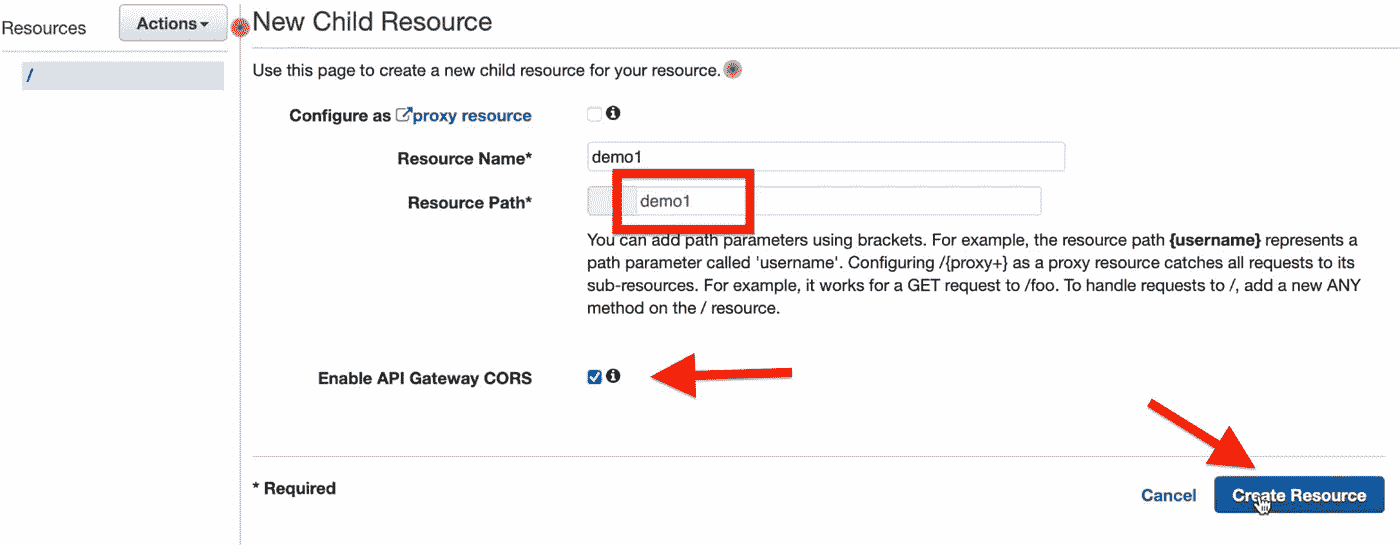 Resources
Actions
/
New Child Resource
Use this page to create a new child resource for your resource.
Configure as proxy resource
Resource Name*
demo1
Resource Path*
demo1
You can add path parameters using brackets. For example, the resource path {username} represents a
path parameter called 'username'. Configuring /{proxy+} as a proxy resource catches all requests to its
sub-resources. For example, it works for a GET request to /foo. To handle requests to /, add a new ANY
method on the / resource.
Enable API Gateway CORS
* Required
Cancel
Create Resource